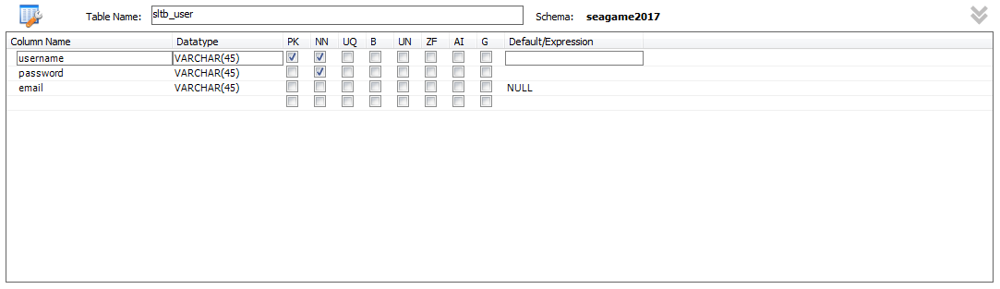 Table Name: sltb_user Schema: seagame2017
Column Name Datatype PK NN UQ B UN ZF AI G Default/Expression
username VARCHAR(45)
password VARCHAR(45)
email VARCHAR(45) NULL